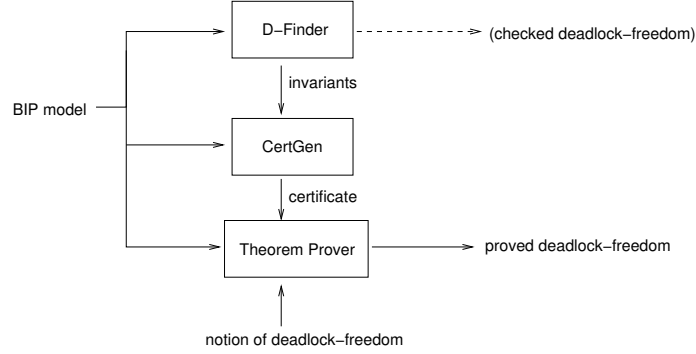 D−Finder
(checked deadlock−freedom)
invariants
BIP model
CertGen
certificate
Theorem Prover
proved deadlock−freedom
notion of deadlock−freedom